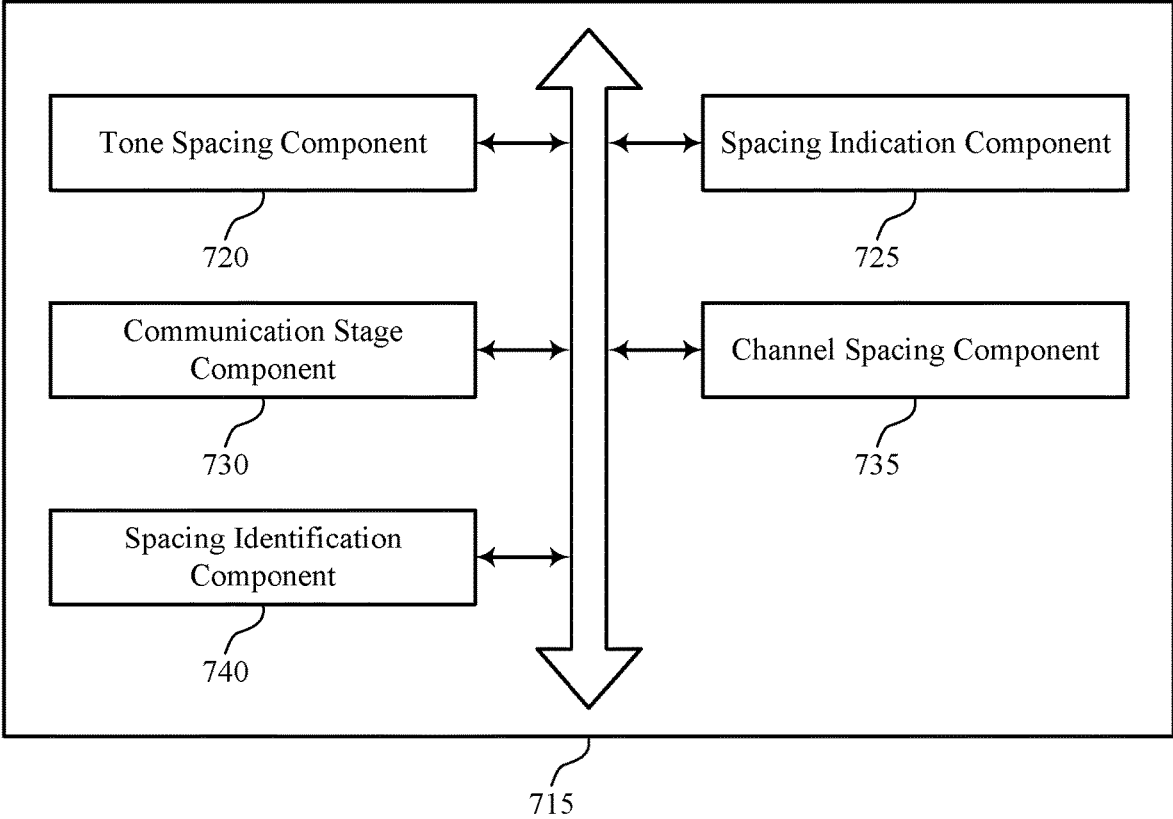 Tone Spacing Component
720
Spacing Indication Component
725
Communication Stage
Component
730
Channel Spacing Component
735
Spacing Identification
Component
740
715